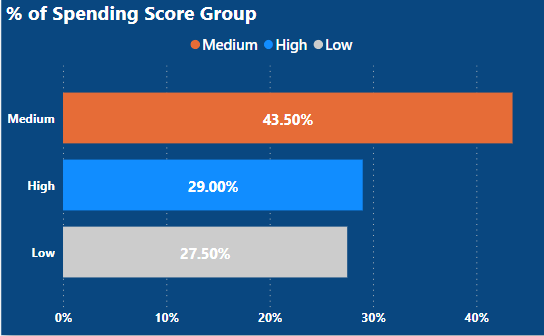 % of Spending Score Group
Medium High Low
Medium 43.50%
High 29.00%
Low 27.50%
0% 10% 20% 30% 40%